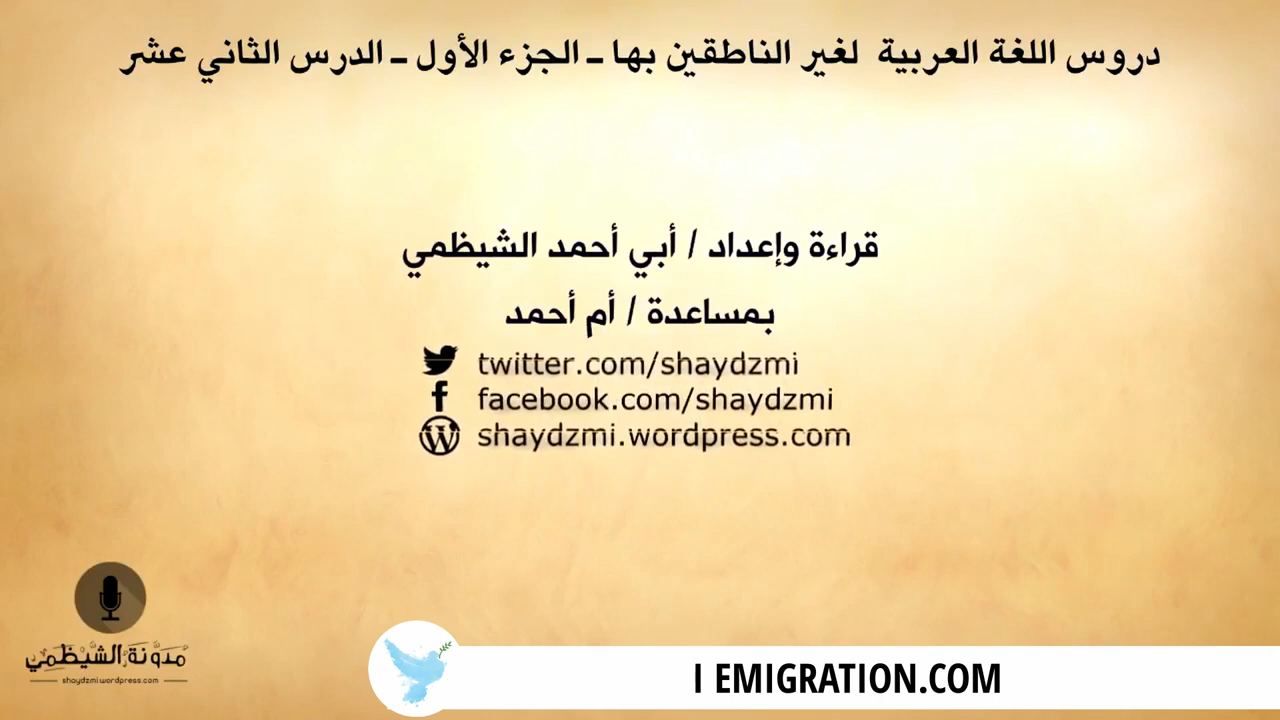 دروس اللغة العربية لغير الناطقين بها ـ الجزء الأول ـ الدرس الثاني عشر
قراءة وإعداد / أبي أحمد الشيظمي
بمساعدة / أم أحمد
twitter.com/shaydzmi
facebook.com/shaydzmi
shaydzmi.wordpress.com
مدونة الشيظمي
shaydzmi.wordpress.com
I EMIGRATION.COM